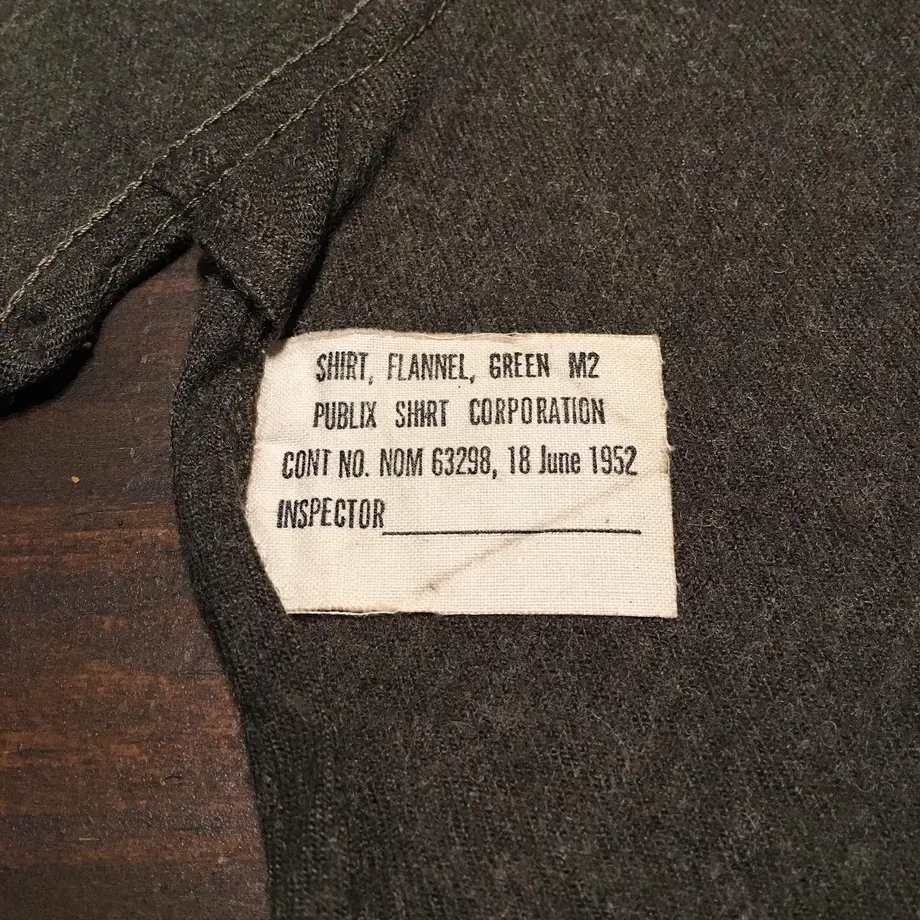 SHIRT, FLANNEL, GREEN M2
PUBLIX SHIRT CORPORATION
CONT NO. NOM 63298, 18 June 1952
INSPECTOR